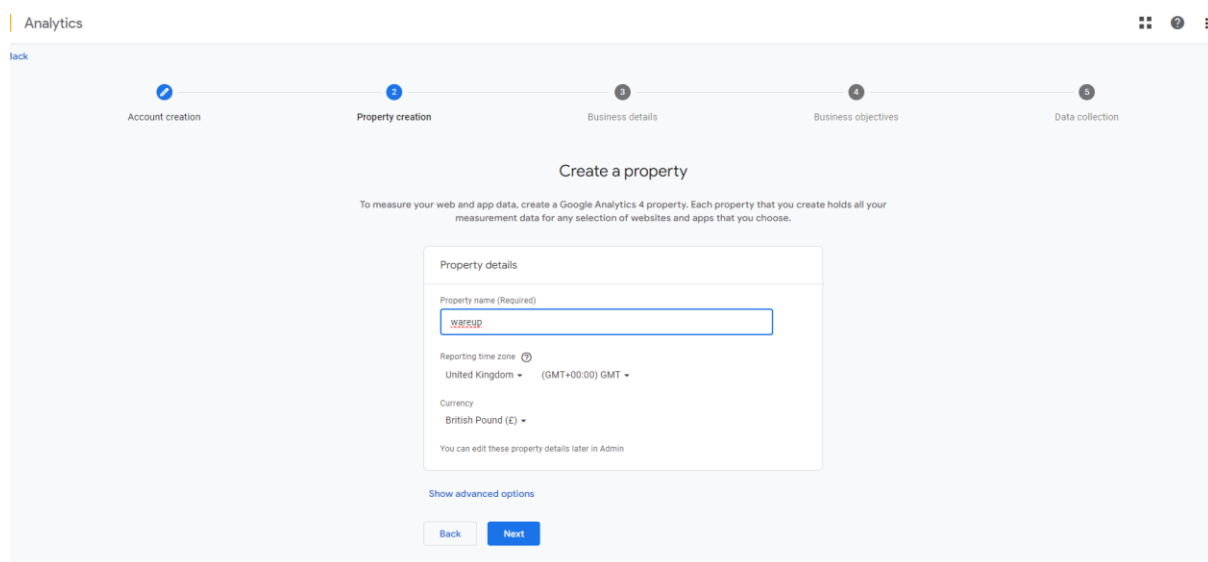 Analytics
Back
2
3
4
5
Account creation
Property creation
Business details
Business objectives
Data collection
Create a property
To measure your web and app data, create a Google Analytics 4 property. Each property that you create holds all your
measurement data for any selection of websites and apps that you choose.
Property details
Property name (Required)
wareup
Reporting time zone
United Kingdom (GMT+00:00) GMT
Currency
British Pound (£)
You can edit these property details later in Admin
Show advanced options
Back Next